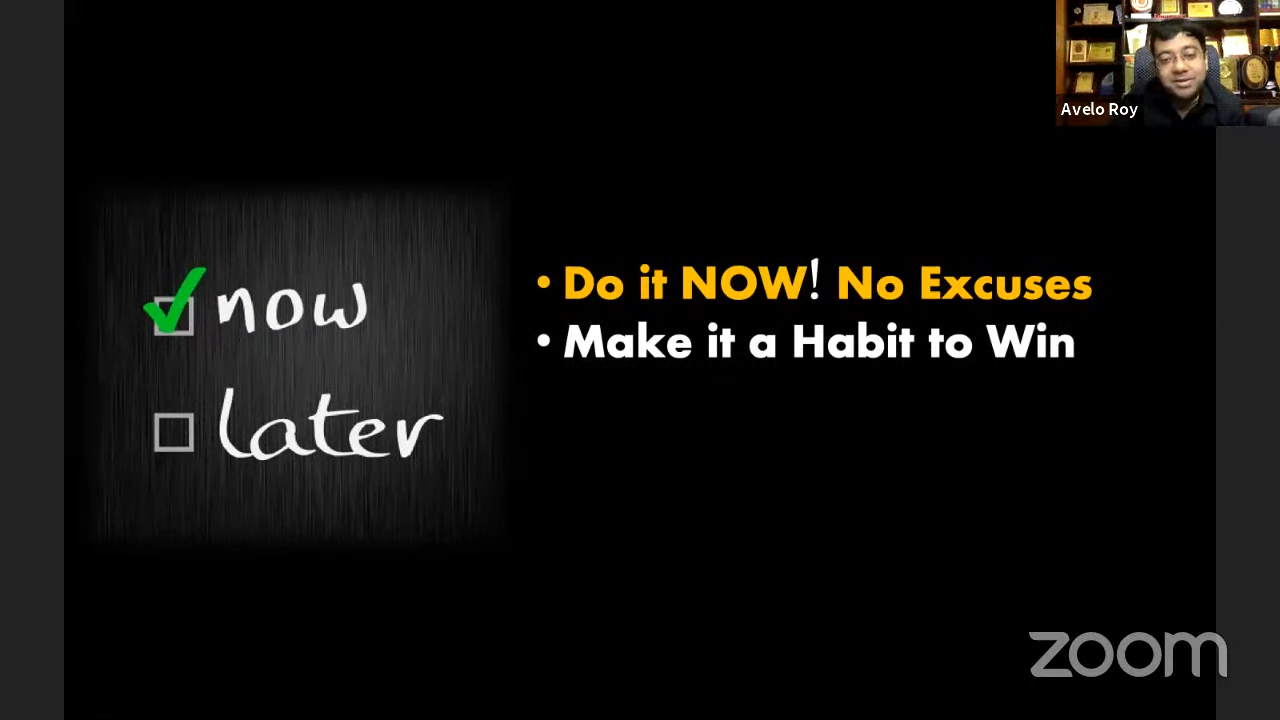 Avelo Roy
now
later
• Do it NOW! No Excuses
• Make it a Habit to Win
zoom